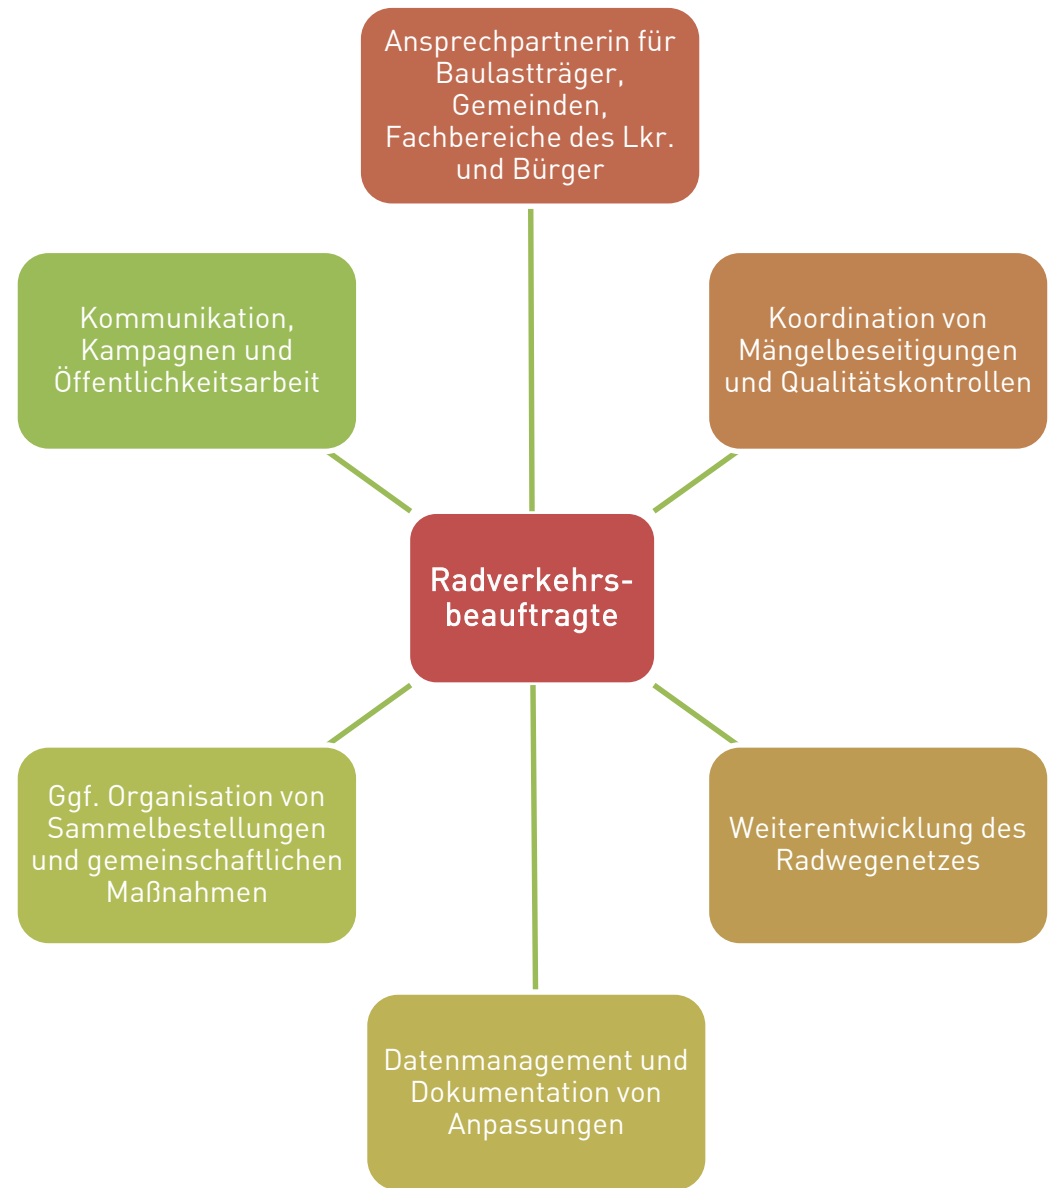 Ansprechpartnerin für
Baulastträger,
Gemeinden,
Fachbereiche des Lkr.
und Bürger
Kommunikation,
Kampagnen und
Öffentlichkeitsarbeit
Koordination von
Mängelbeseitigungen
und Qualitätskontrollen
Radverkehrs-
beauftragte
Ggf. Organisation von
Sammelbestellungen
und gemeinschaftlichen
Maßnahmen
Weiterentwicklung des
Radwegenetzes
Datenmanagement und
Dokumentation von
Anpassungen